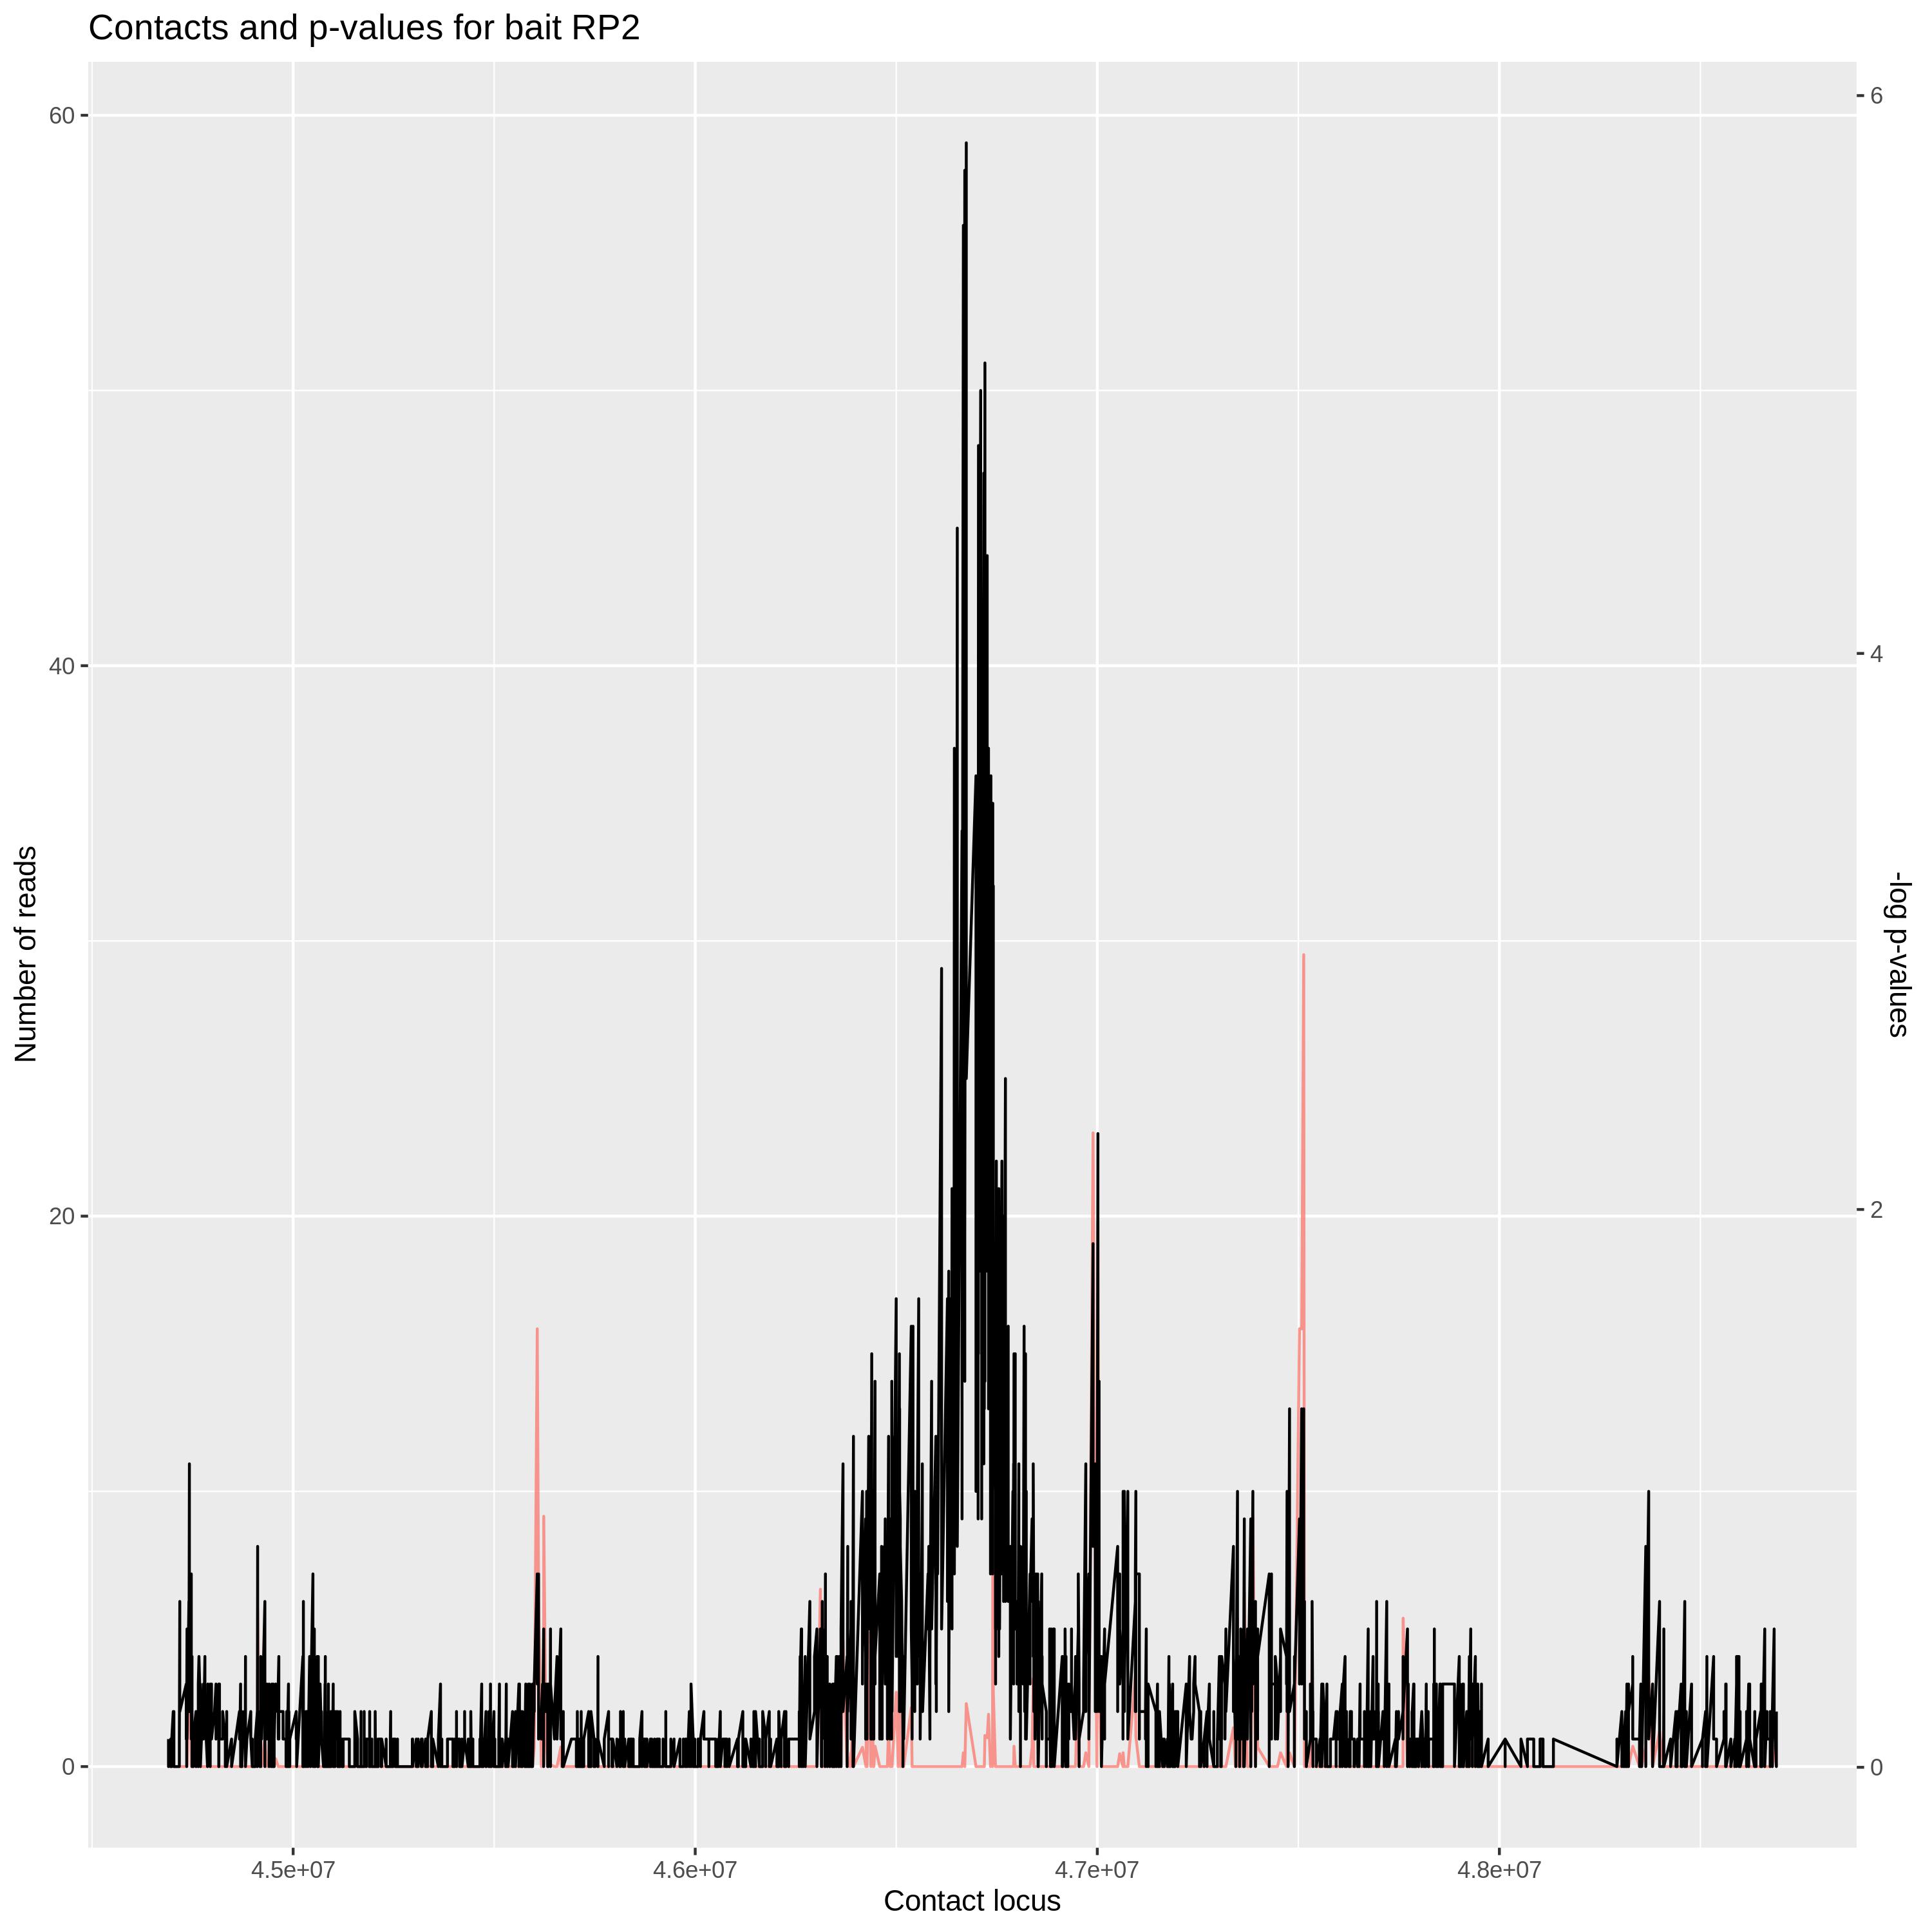 Contacts and p-values for bait RP2
60
40
20
0
6
4
2
0
Number of reads
-log p-values
4.5e+07
4.6e+07
4.7e+07
4.8e+07
Contact locus